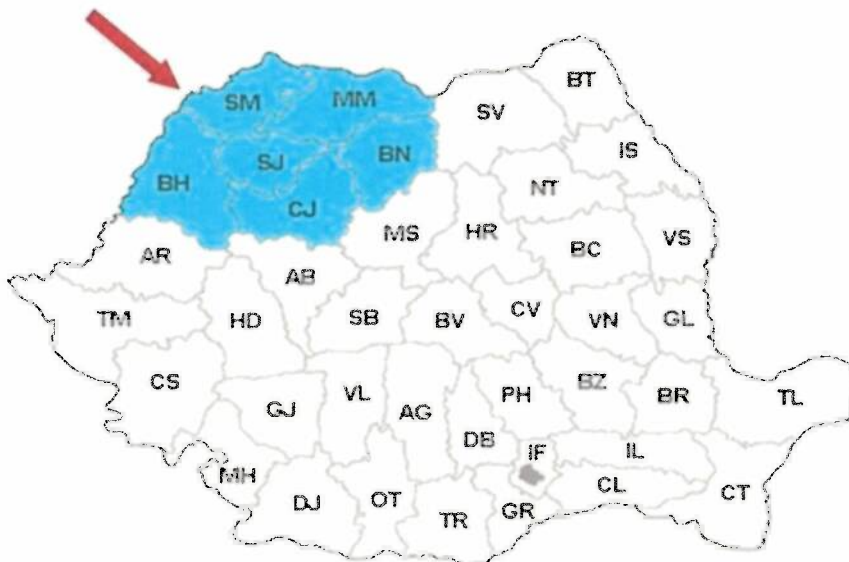 BT
SM
MM
SV
SJ
BN
IS
BH
NT
CJ
MS
HR
VS
AR
BC
AB
TM
HD
SB
BV
CV
VN
GL
CS
GJ
VL
AG
PH
BZ
BR
TL
DB
IF
IL
MH
CL
CT
DJ
OT
TR
GR